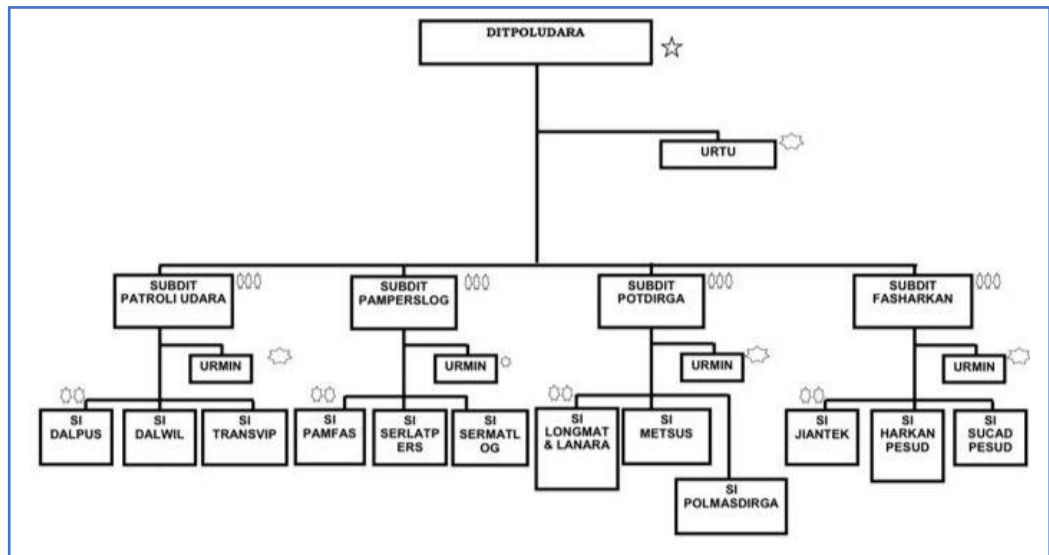 DITPOLUDARA
URTU
SUBDIT
PATROLI UDARA
SUBDIT
PAMPERSLOG
SUBDIT
POTDIRGA
SUBDIT
FASHARKAN
URMIN
URMIN
URMIN
URMIN
SI
DALPUS
SI
DALWIL
SI
TRANSVIP
SI
PAMFAS
SI
SERLATP
ERS
SI
SERMATL
OG
SI
LONGMAT
& LANARA
SI
METSUS
SI
POLMASDIRGA
SI
JIANTEK
SI
HARKAN
PESUD
SI
SUCAD
PESUD